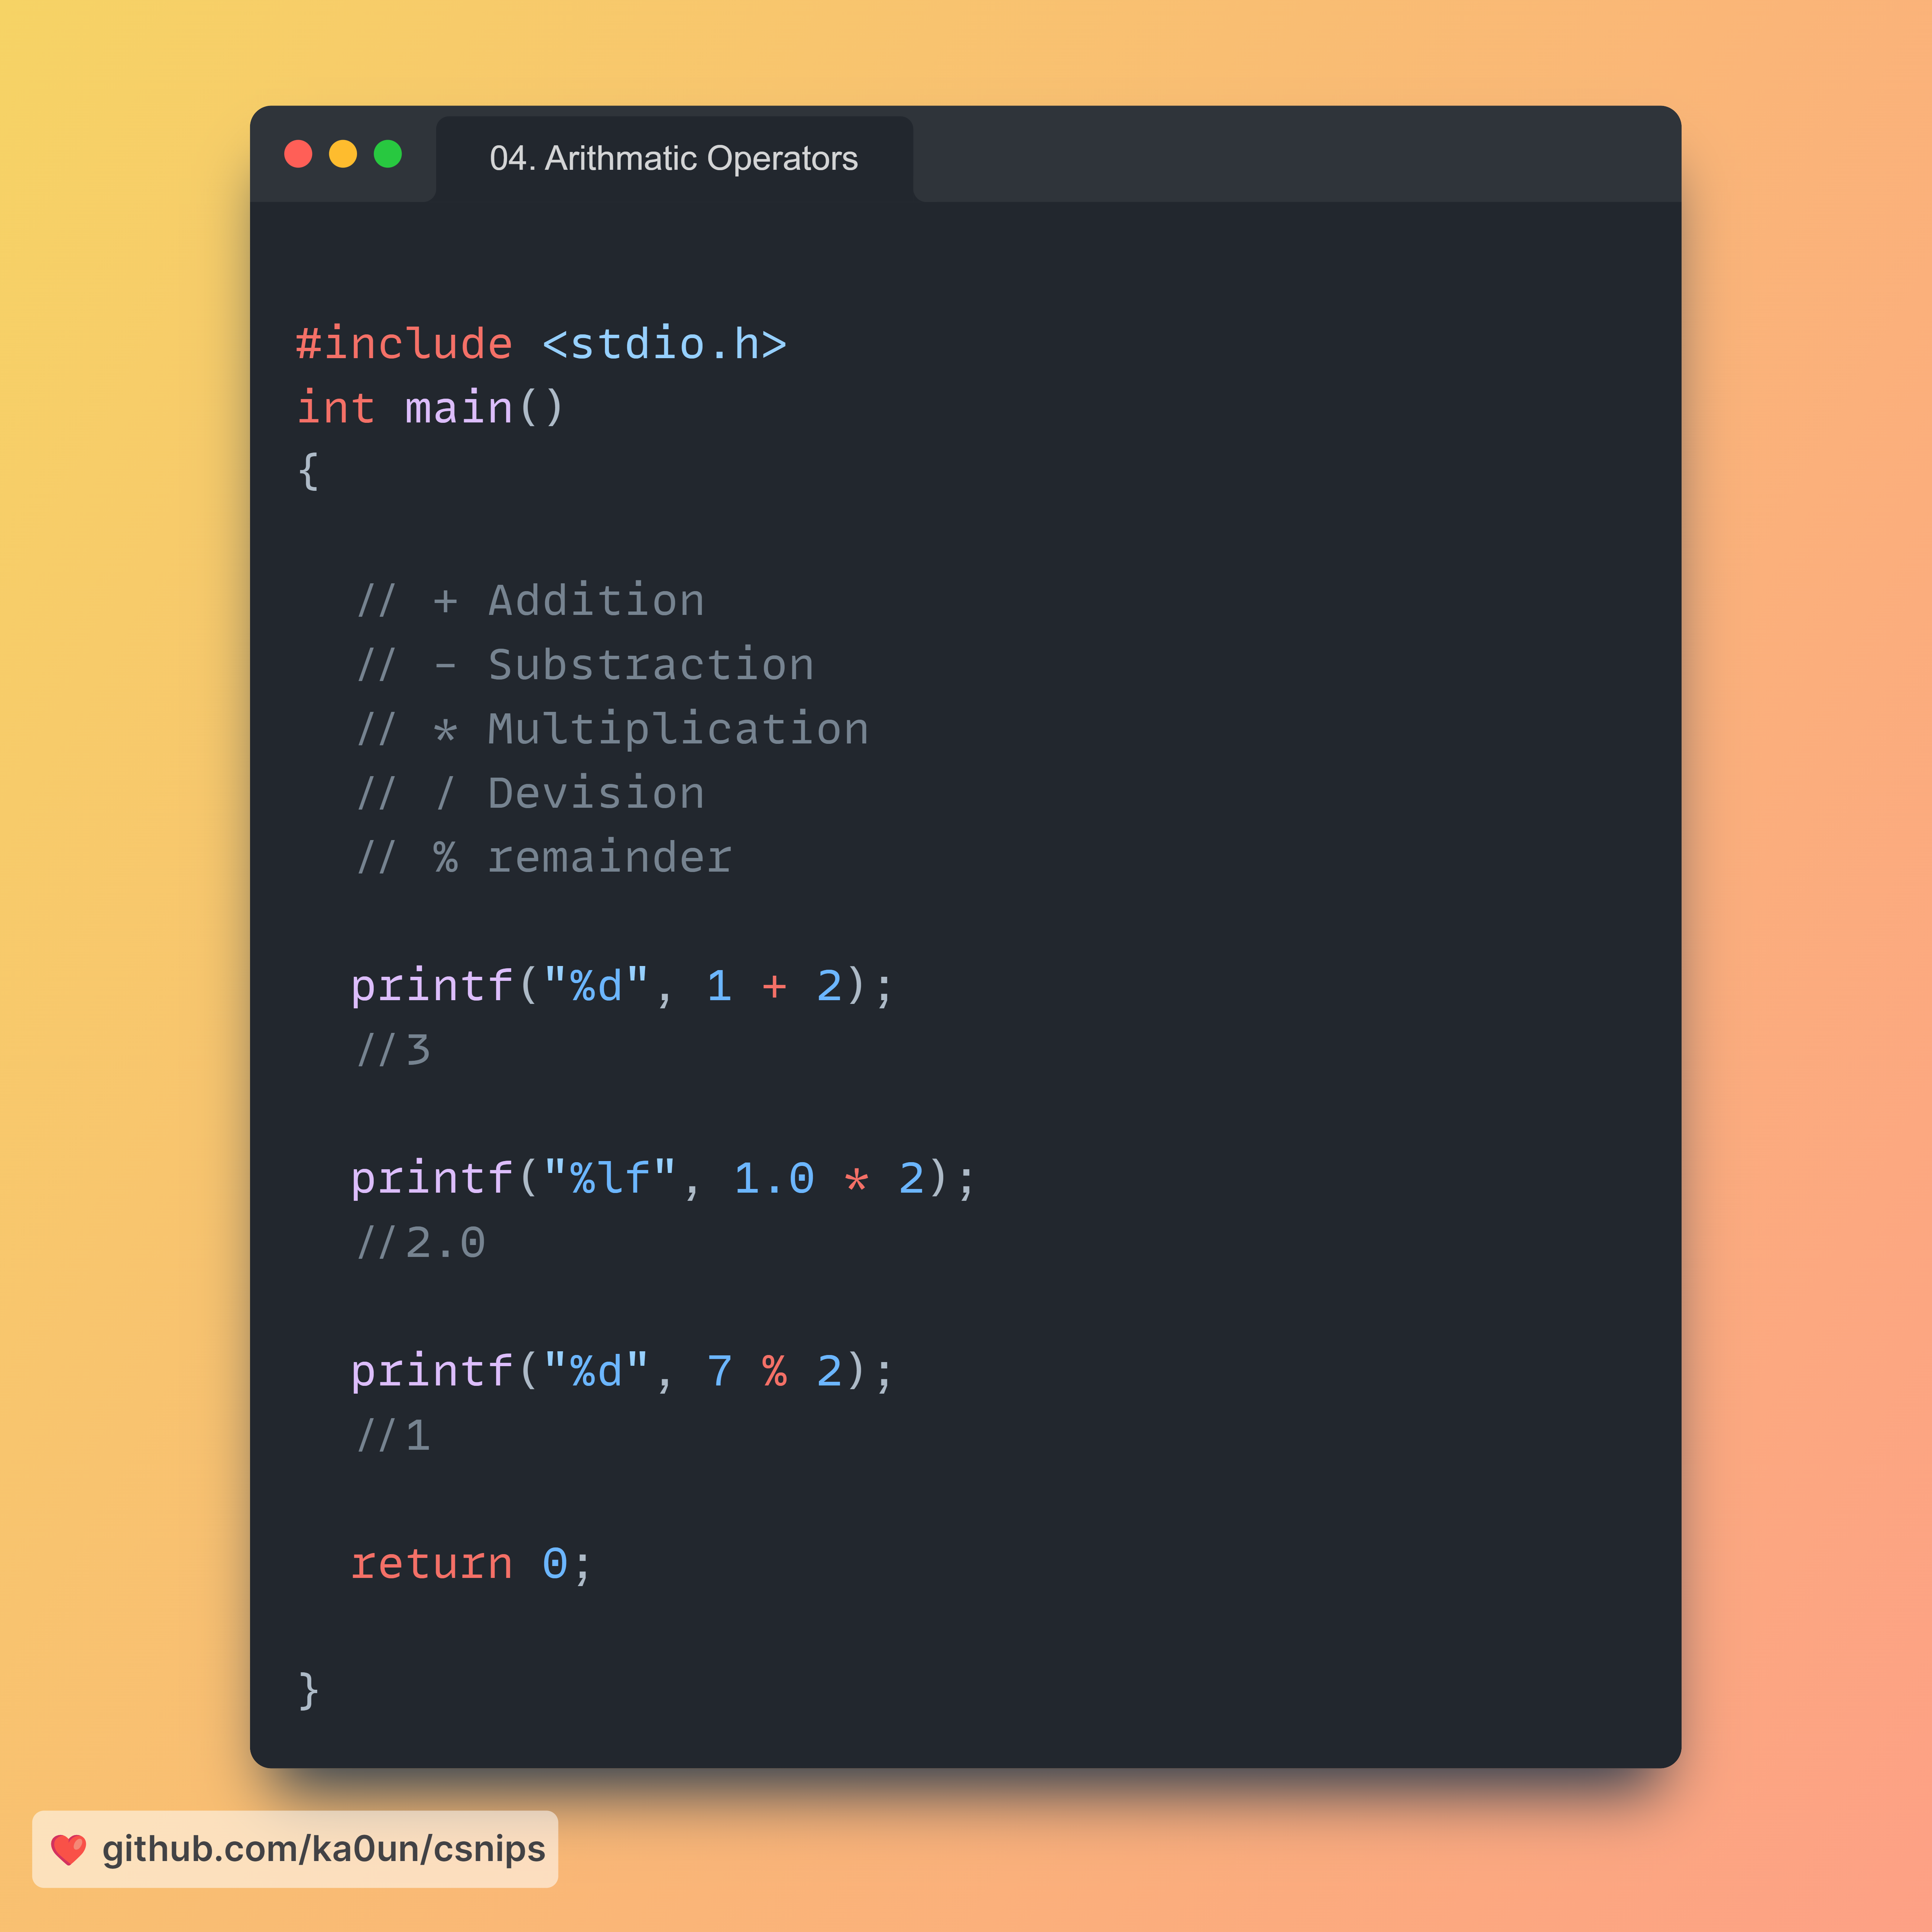 04. Arithmatic Operators
#include <stdio.h>
int main()
{
// + Addition
// - Substraction
// * Multiplication
// / Devision
// % remainder
printf("%d", 1 + 2);
//3
printf("%lf", 1.0 * 2);
//2.0
printf("%d", 7 % 2);
//1
return 0;
}
github.com/ka0un/csnips